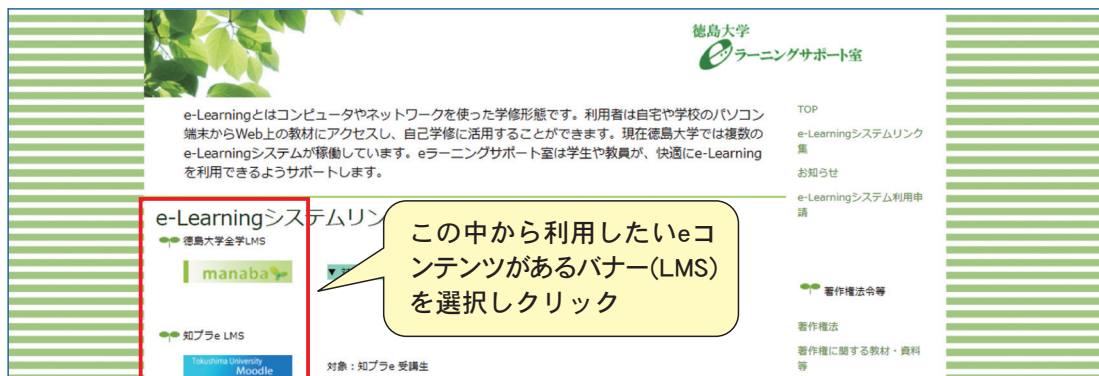 徳島大学
eラーニングサポート室
e-Learningとはコンピュータやネットワークを使った学修形態です。利用者は自宅や学校のパソコン
端末からWeb上の教材にアクセスし、自己学修に活用することができます。現在徳島大学では複数の
e-Learningシステムが稼働しています。eラーニングサポート室は学生や教員が、快適にe-Learning
を利用できるようサポートします。
TOP
e-Learningシステムリンク
集
お知らせ
e-Learningシステム利用申
請
e-Learningシステムリン
徳島大学全学LMS
manaba
この中から利用したいeコ
ンテンツがあるバナー(LMS)
を選択しクリック
著作権法令等
知プラe LMS
Tokushima University
Moodle
対象：知プラe 受講生
著作権法
著作権に関する教材・資料
等